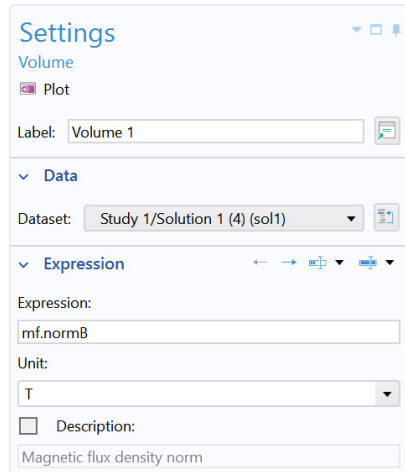 Settings
Volume
Plot
Label: Volume 1
Data
Dataset: Study 1/Solution 1 (4) (sol1)
Expression
Expression:
mf.normB
Unit:
T
Description:
Magnetic flux density norm